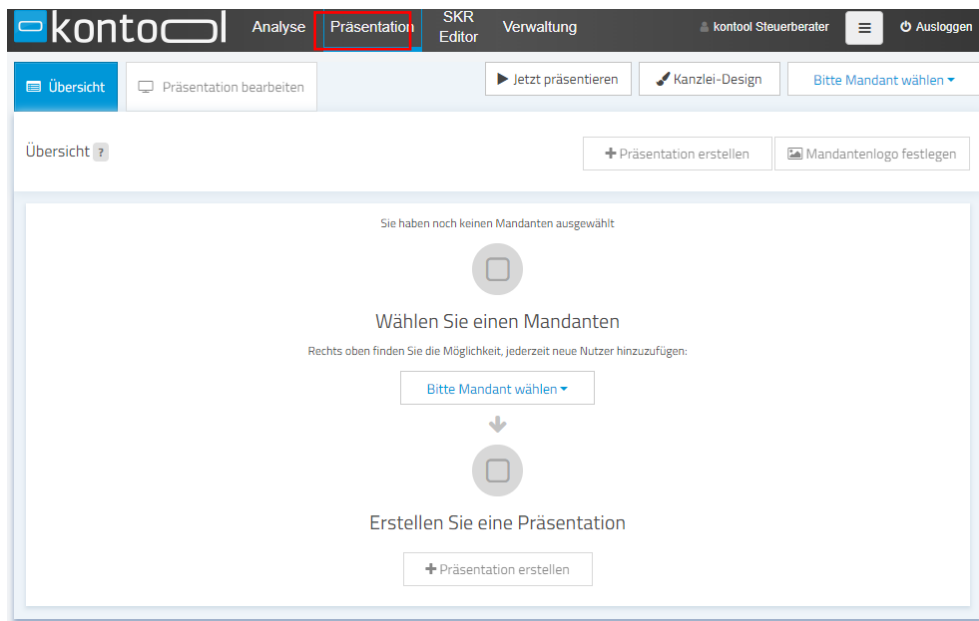 kontool Analyse Präsentation SKR Editor Verwaltung kontool Steuerberater Ausloggen
Übersicht Präsentation bearbeiten Jetzt präsentieren Kanzlei-Design Bitte Mandant wählen
Übersicht ? Präsentation erstellen Mandantenlogo festlegen
Sie haben noch keinen Mandanten ausgewählt
Wählen Sie einen Mandanten
Rechts oben finden Sie die Möglichkeit, jederzeit neue Nutzer hinzuzufügen:
Bitte Mandant wählen
Erstellen Sie eine Präsentation
Präsentation erstellen